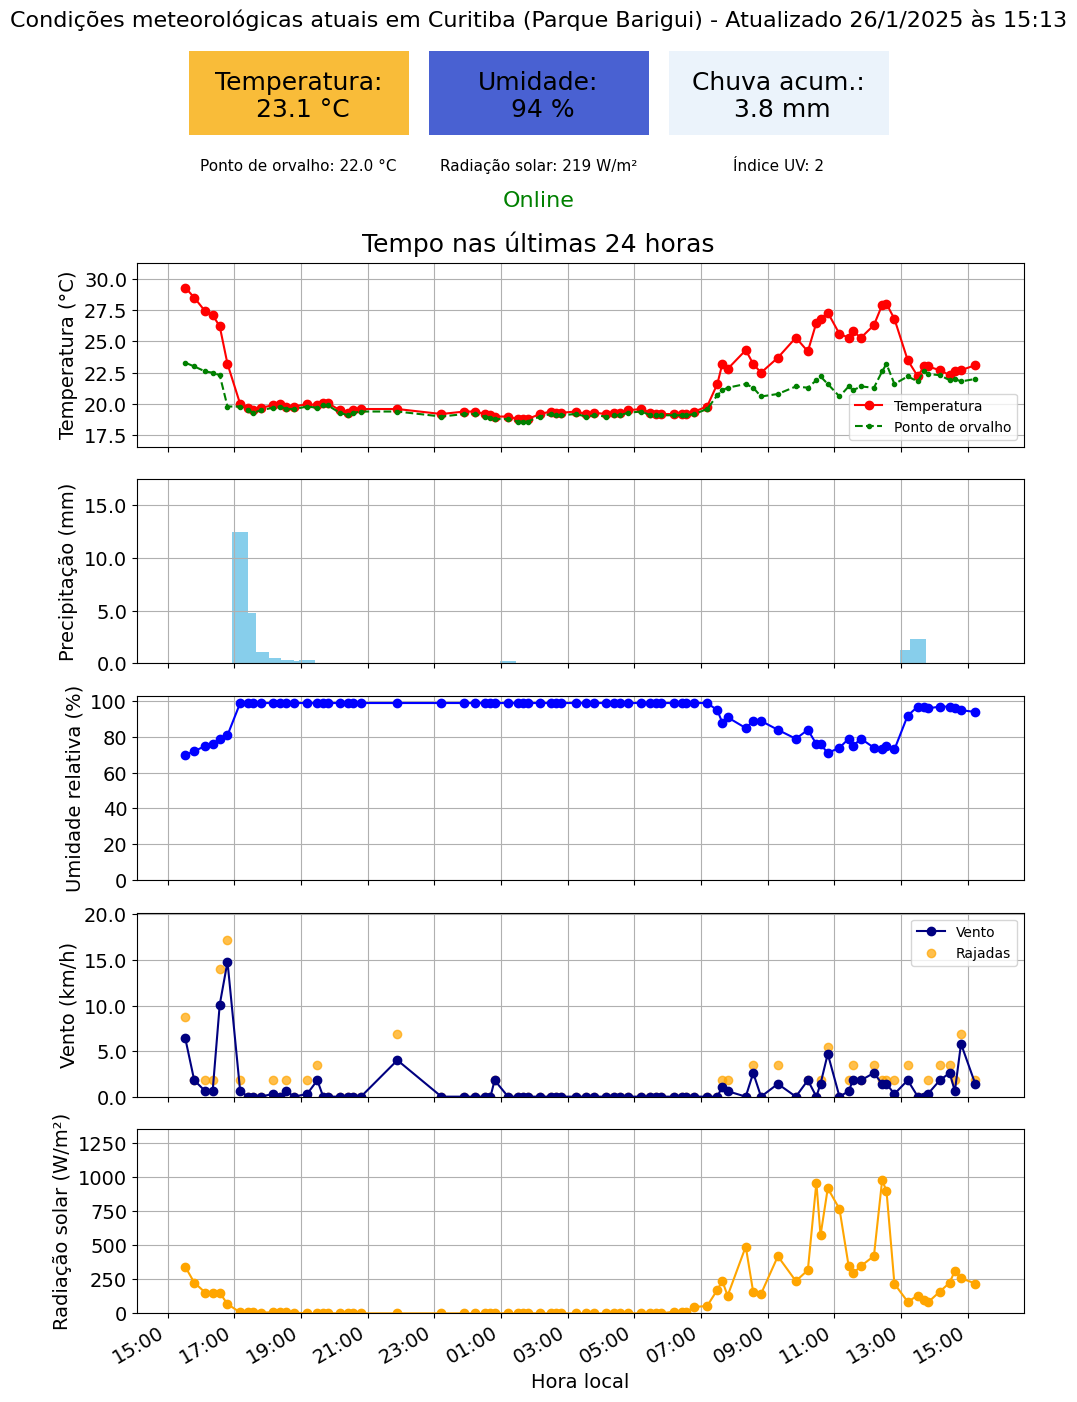 Condições meteorológicas atuais em Curitiba (Parque Barigui) - Atualizado 26/1/2025 às 15:13
Temperatura:
23.1 °C
Umidade:
94 %
Chuva acum.:
3.8 mm
Ponto de orvalho: 22.0 °C
Radiação solar: 219 W/m²
Índice UV: 2
Online
Tempo nas últimas 24 horas
Temperatura (°C)
30.0
27.5
25.0
22.5
20.0
17.5
Temperatura
Ponto de orvalho
Precipitação (mm)
15.0
10.0
5.0
0.0
Umidade relativa (%)
100
80
60
40
20
0
Vento (km/h)
20.0
15.0
10.0
5.0
0.0
Vento
Rajadas
Radiação solar (W/m²)
1250
1000
750
500
250
0
15:00
17:00
19:00
21:00
23:00
01:00
03:00
05:00
07:00
09:00
11:00
13:00
15:00
Hora local